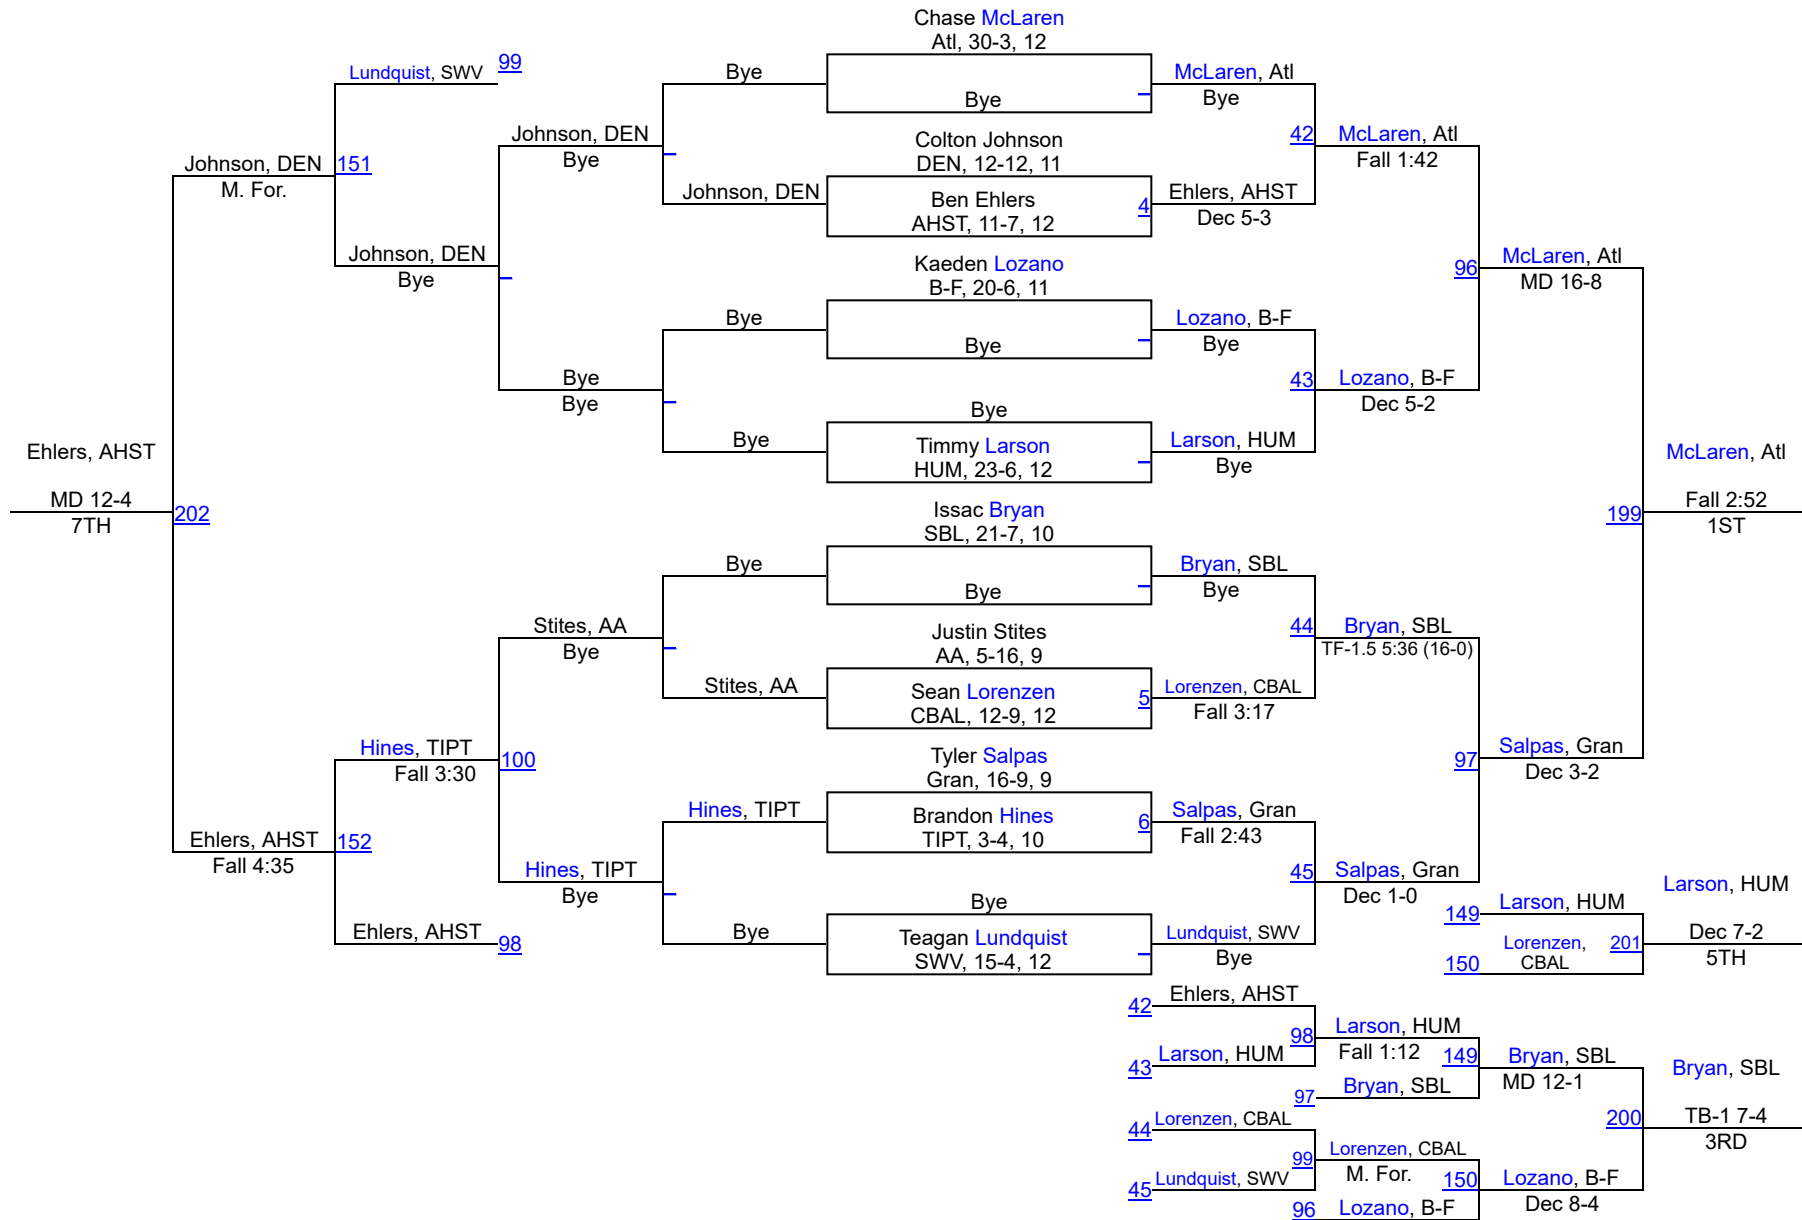 Chase McLaren
Atl, 30-3, 12
Lundquist, SWV 99
Bye
McLaren, Atl
Bye
Bye
Johnson, DEN
Bye
Colton Johnson
DEN, 12-12, 11
42
McLaren, Atl
Fall 1:42
Johnson, DEN
M. For.
151
Johnson, DEN
Ben Ehlers
AHST, 11-7, 12
4
Ehlers, AHST
Dec 5-3
Johnson, DEN
Bye
Kaeden Lozano
B-F, 20-6, 11
96
McLaren, Atl
MD 16-8
Bye
Bye
Lozano, B-F
Bye
Bye
Bye
43
Lozano, B-F
Dec 5-2
Bye
Bye
Timmy Larson
HUM, 23-6, 12
Larson, HUM
Bye
Ehlers, AHST
MD 12-4
7TH
202
McLaren, Atl
Fall 2:52
1ST
199
Issac Bryan
SBL, 21-7, 10
Bye
Bye
Bryan, SBL
Bye
Stites, AA
Bye
Justin Stites
AA, 5-16, 9
44
Bryan, SBL
TF-1.5 5:36 (16-0)
Stites, AA
Sean Lorenzen
CBAL, 12-9, 12
5
Lorenzen, CBAL
Fall 3:17
Hines, TIPT
Fall 3:30
100
Tyler Salpas
Gran, 16-9, 9
97
Salpas, Gran
Dec 3-2
Hines, TIPT
Brandon Hines
TIPT, 3-4, 10
6
Salpas, Gran
Fall 2:43
Ehlers, AHST
Fall 4:35
152
Hines, TIPT
Bye
45
Salpas, Gran
Dec 1-0
Bye
Bye
Teagan Lundquist
SWV, 15-4, 12
Lundquist, SWV
Bye
Ehlers, AHST
98
149
Larson, HUM
150
Lorenzen,
CBAL
201
Larson, HUM
Dec 7-2
5TH
42
Ehlers, AHST
43
Larson, HUM
98
Larson, HUM
Fall 1:12
97
Bryan, SBL
149
Bryan, SBL
MD 12-1
44
Lorenzen, CBAL
45
Lundquist, SWV
99
Lorenzen, CBAL
M. For.
96
Lozano, B-F
150
Lozano, B-F
Dec 8-4
200
Bryan, SBL
TB-1 7-4
3RD